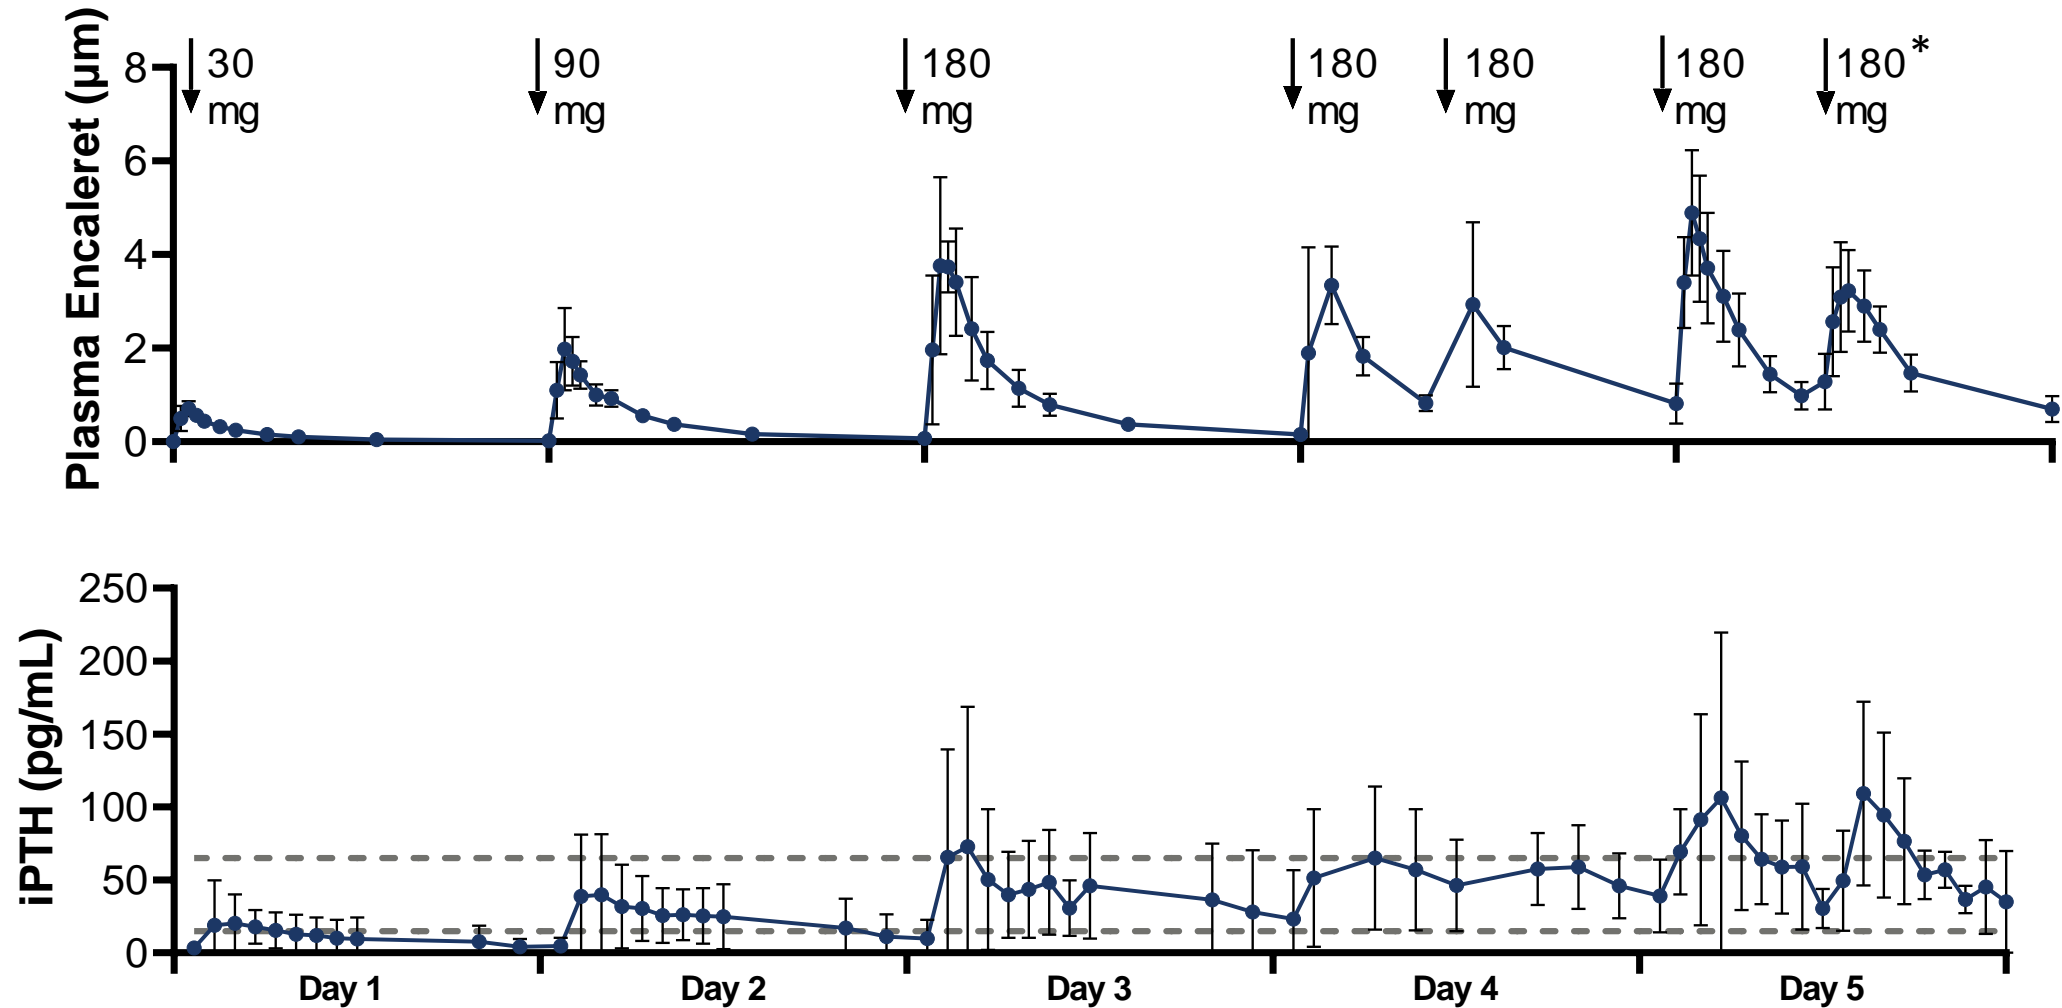 Plasma Encaleret (μm)
8
6
4
2
0
30
mg
90
mg
180
mg
180
mg
180
mg
180
mg
180*
mg
iPTH (pg/mL)
250
200
150
100
50
0
Day 1
Day 2
Day 3
Day 4
Day 5